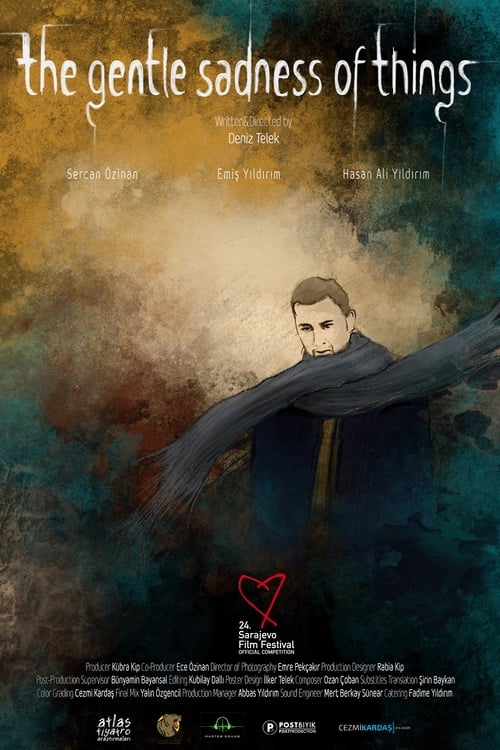 the gentle sadness of things
Written&Directed by
Deniz Telek
Sercan Özinan Emiş Yıldırım Hasan Ali Yıldırım
24.
Sarajevo
Film Festival
OFFICIAL COMPETITION
Producer Kübra Kip Co-Producer Ece Özinan Director of Photography Emre Pekçakır Production Designer Rabia Kip
Post-Production Supervisor Bünyamin Bayansal Editing Kubilay Dallı Poster Design İlker Telek Composer Ozan Çoban Substitles Translation Şirin Baykan
Color Grading Cezmi Kardaş Final Mix Yalın Özgencil Production Manager Abbas Yıldırım Sound Engineer Mert Berkay Sünear Catering Fadime Yıldırım
atlas tiyatro araştırmaları
MASTER SOUND
P POSTBIYIK POSTPRODUCTION
CEZMİKARDAŞ